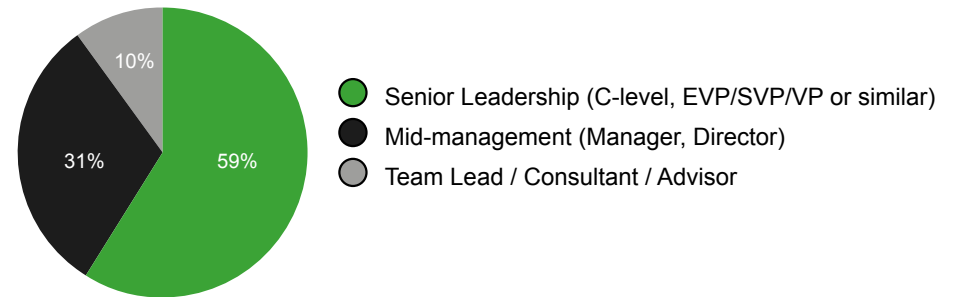 10%
31%
59%
Senior Leadership (C-level, EVP/SVP/VP or similar)
Mid-management (Manager, Director)
Team Lead / Consultant / Advisor